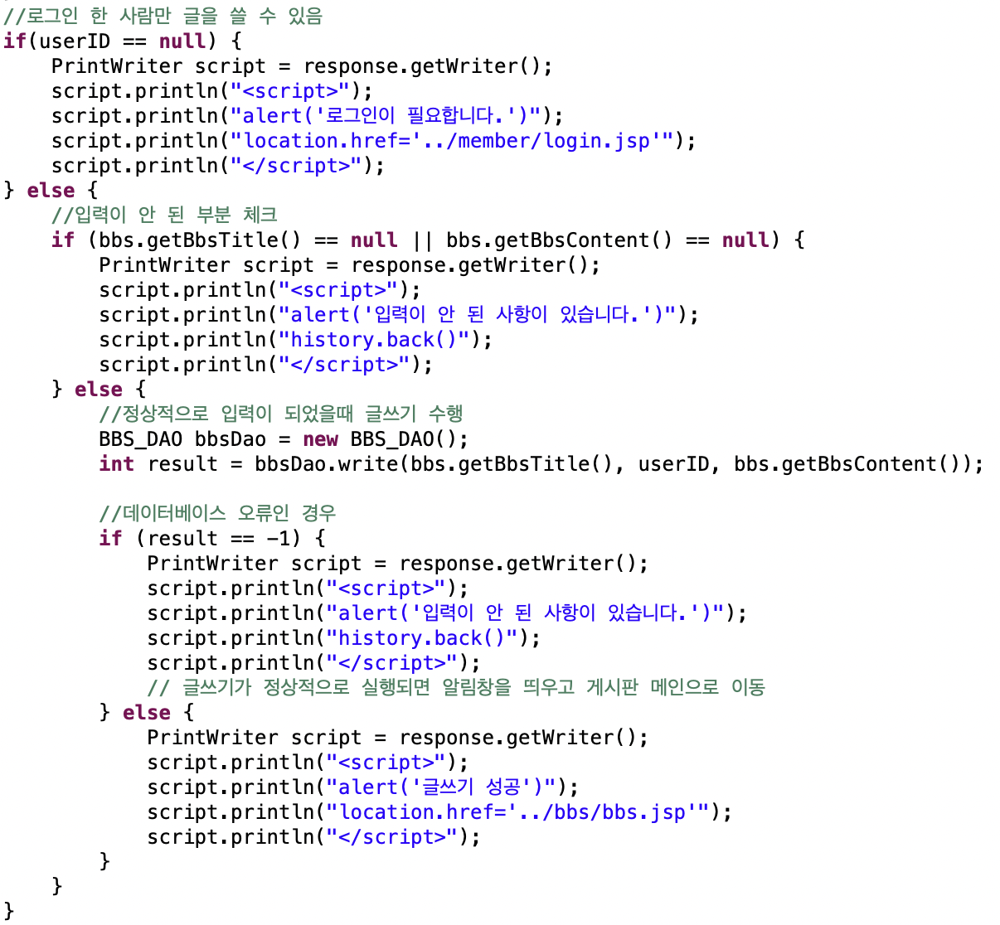 //로그인 한 사람만 글을 쓸 수 있음
if(userID == null) {
    PrintWriter script = response.getWriter();
    script.println("<script>");
    script.println("alert('로그인이 필요합니다.')");
    script.println("location.href='../member/login.jsp'");
    script.println("</script>");
} else {
    //입력이 안 된 부분 체크
    if (bbs.getBbsTitle() == null || bbs.getBbsContent() == null) {
        PrintWriter script = response.getWriter();
        script.println("<script>");
        script.println("alert('입력이 안 된 사항이 있습니다.')");
        script.println("history.back()");
        script.println("</script>");
    } else {
        //정상적으로 입력이 되었을때 글쓰기 수행
        BBS_DAO bbsDao = new BBS_DAO();
        int result = bbsDao.write(bbs.getBbsTitle(), userID, bbs.getBbsContent());

        //데이터베이스 오류인 경우
        if (result == -1) {
            PrintWriter script = response.getWriter();
            script.println("<script>");
            script.println("alert('입력이 안 된 사항이 있습니다.')");
            script.println("history.back()");
            script.println("</script>");
            // 글쓰기가 정상적으로 실행되면 알림창을 띄우고 게시판 메인으로 이동
        } else {
            PrintWriter script = response.getWriter();
            script.println("<script>");
            script.println("alert('글쓰기 성공')");
            script.println("location.href='../bbs/bbs.jsp'");
            script.println("</script>");
        }
    }
}